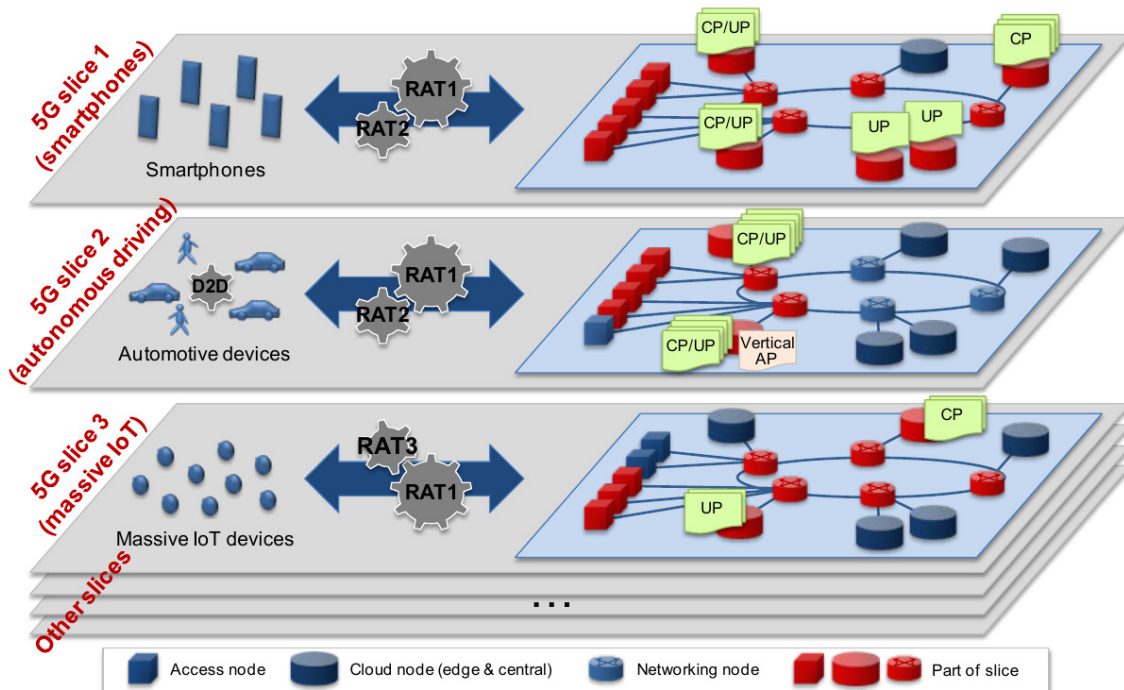 5G slice 1
(smartphones)
Smartphones
RAT1
RAT2
CP/UP
CP/UP
CP
UP
UP
5G slice 2
(autonomous driving)
D2D
Automotive devices
RAT1
RAT2
CP/UP
CP/UP
Vertical
AP
5G slice 3
(massive IoT)
Massive IoT devices
RAT3
RAT1
CP
UP
Other slices
...
Access node
Cloud node (edge & central)
Networking node
Part of slice